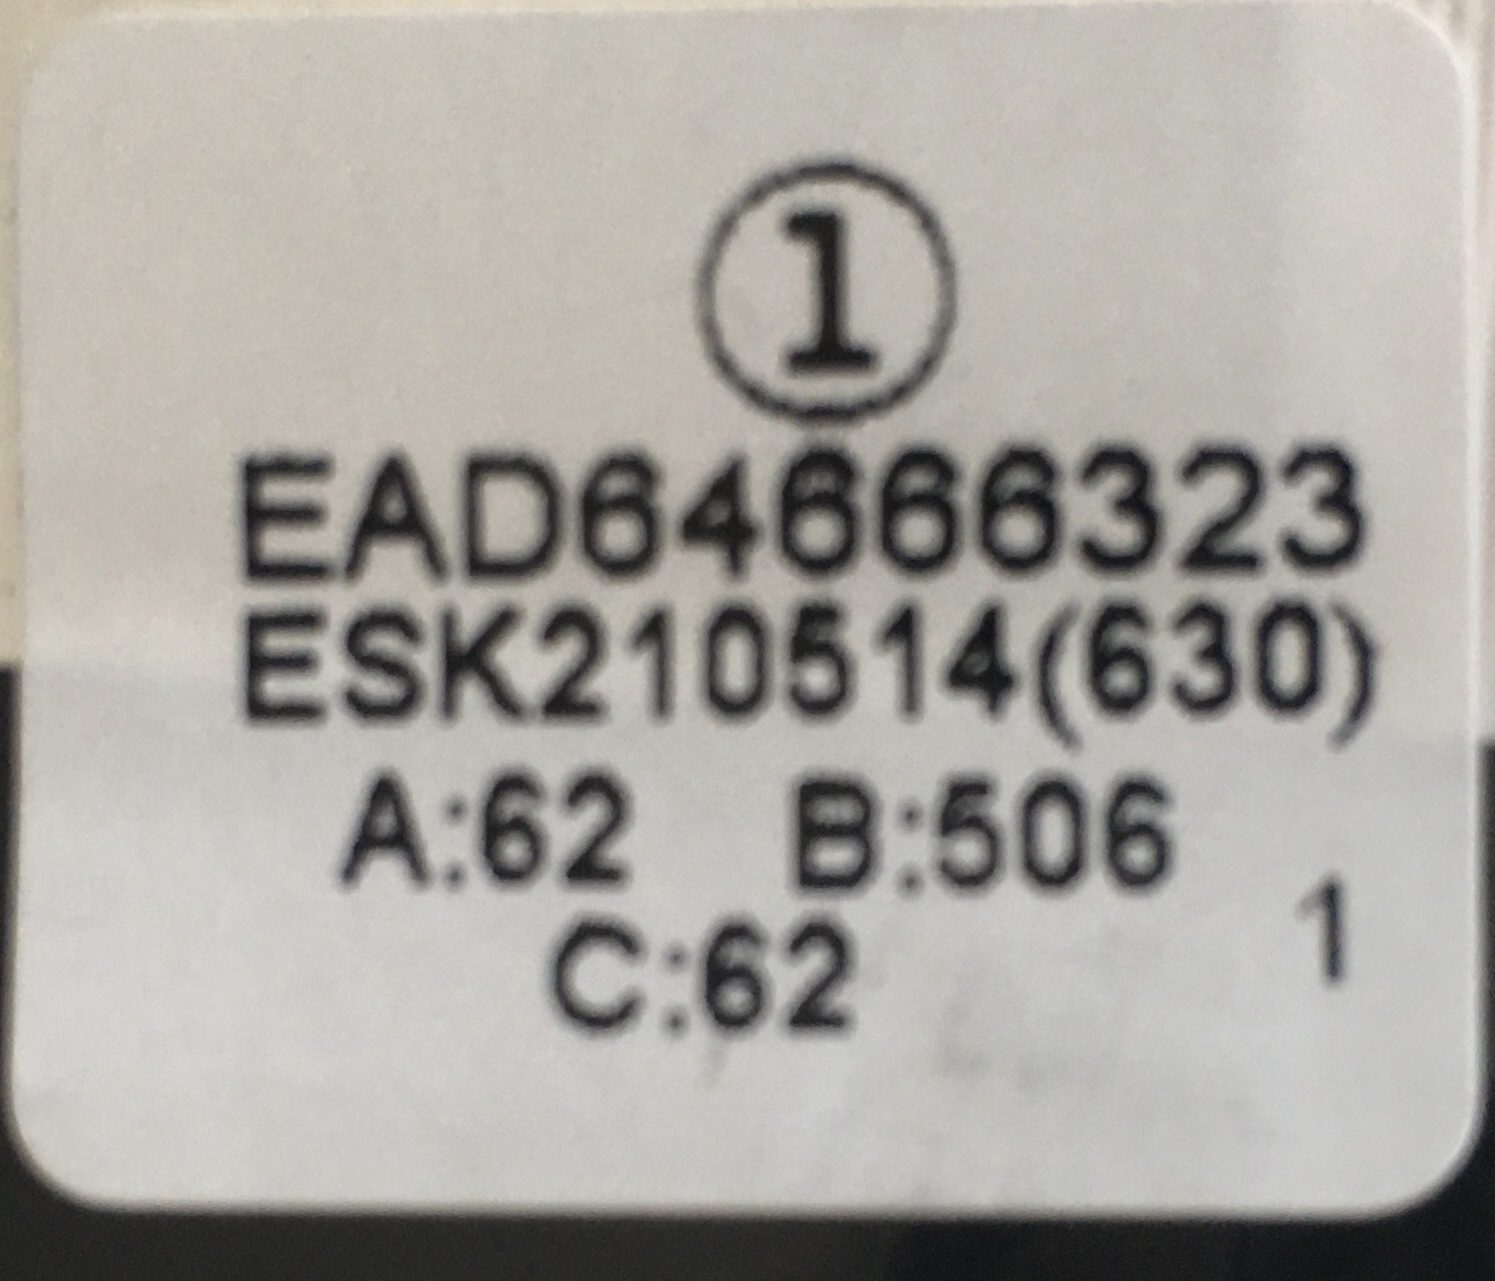 ①
EAD64666323
ESK210514(630)
A:62 B:506
C:62
1